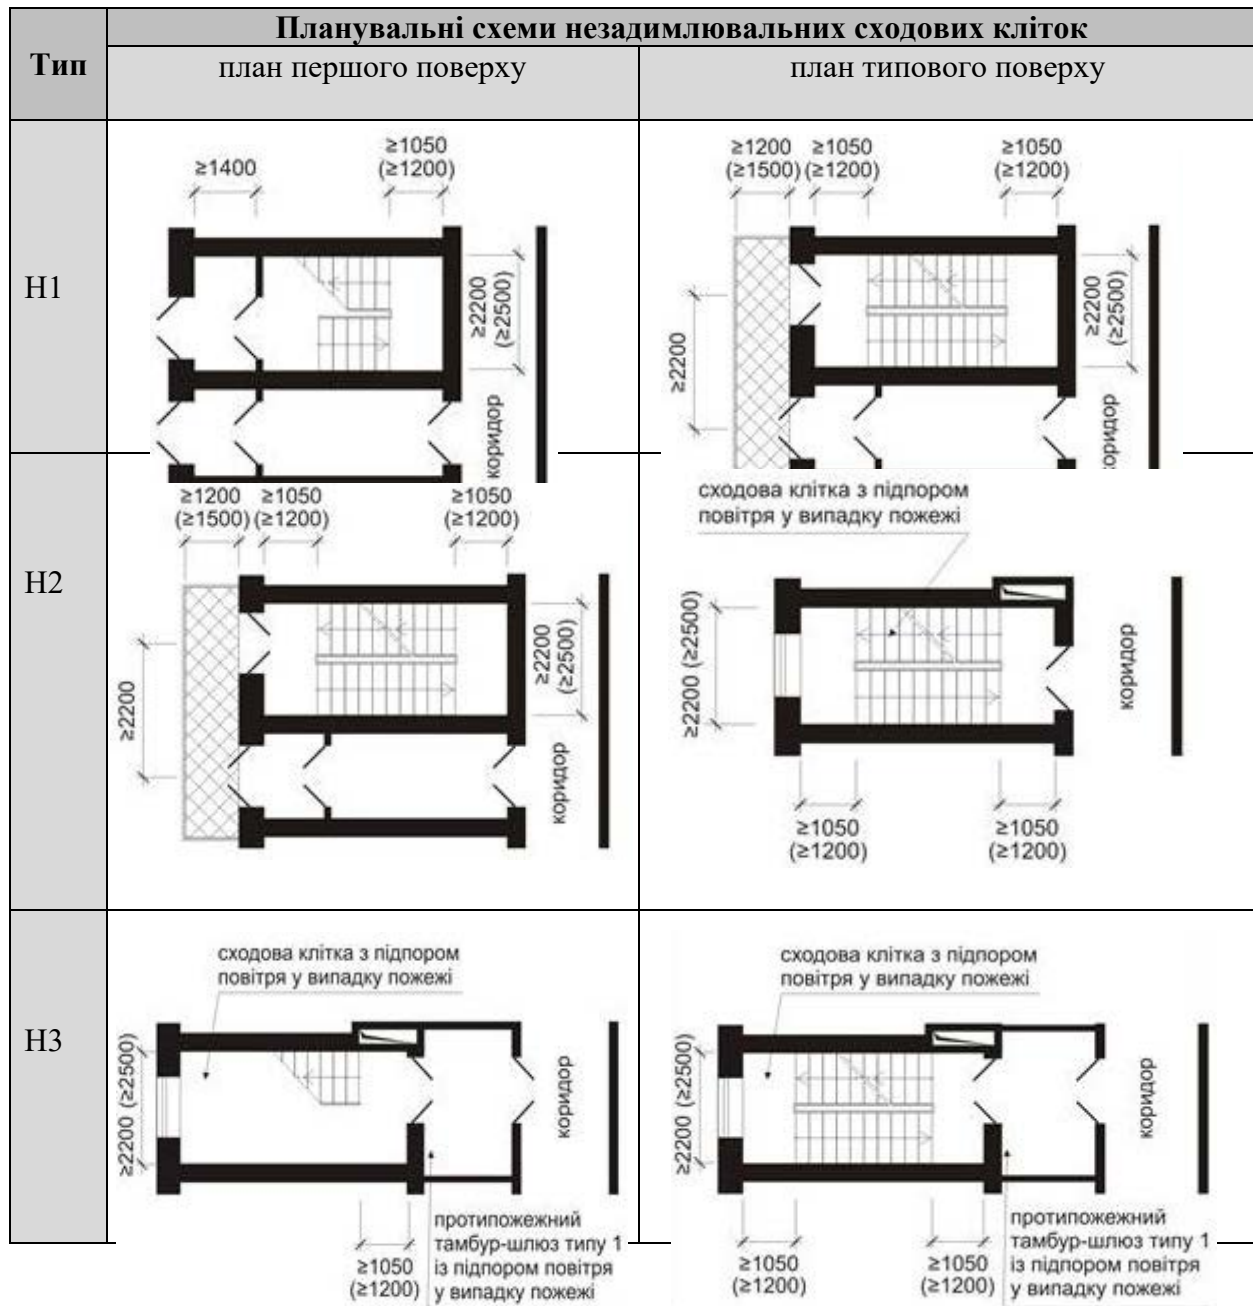 Тип
Планувальні схеми незадимлювальних сходових кліток
план першого поверху
план типового поверху
Н1
≥1400
≥1050
(≥1200)
≥2200
(≥2500)
коридор
≥1200
(≥1500)
≥1050
(≥1200)
≥1050
(≥1200)
≥2200
≥2200
(≥2500)
коридор
Н2
≥1200
(≥1500)
≥1050
(≥1200)
≥1050
(≥1200)
≥2200
≥2200
(≥2500)
коридор
сходова клітка з підпором
повітря у випадку пожежі
≥2200 (≥2500)
коридор
≥1050
(≥1200)
≥1050
(≥1200)
Н3
сходова клітка з підпором
повітря у випадку пожежі
≥2200 (≥2500)
коридор
≥1050
(≥1200)
протипожежний
тамбур-шлюз типу 1
із підпором повітря
у випадку пожежі
сходова клітка з підпором
повітря у випадку пожежі
≥2200 (≥2500)
коридор
≥1050
(≥1200)
≥1050
(≥1200)
протипожежний
тамбур-шлюз типу 1
із підпором повітря
у випадку пожежі